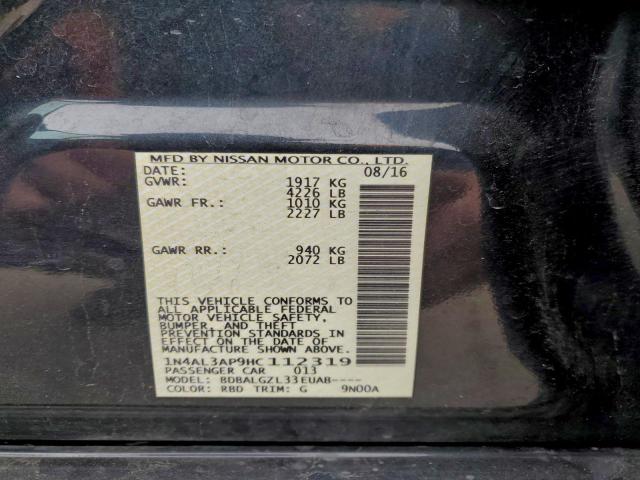 MFD BY NISSAN MOTOR CO., LTD.
DATE: 08/16
GVWR: 1917 KG
4226 LB
GAWR FR.: 1010 KG
2227 LB
GAWR RR.: 940 KG
2072 LB
THIS VEHICLE CONFORMS TO
ALL APPLICABLE FEDERAL
MOTOR VEHICLE SAFETY,
BUMPER, AND THEFT
PREVENTION STANDARDS IN
EFFECT ON THE DATE OF
MANUFACTURE SHOWN ABOVE.
1N4AL3AP9HC112319
PASSENGER CAR 013
MODEL: BDBALGZL33EUAB----
COLOR: RBD TRIM: G 9N00A